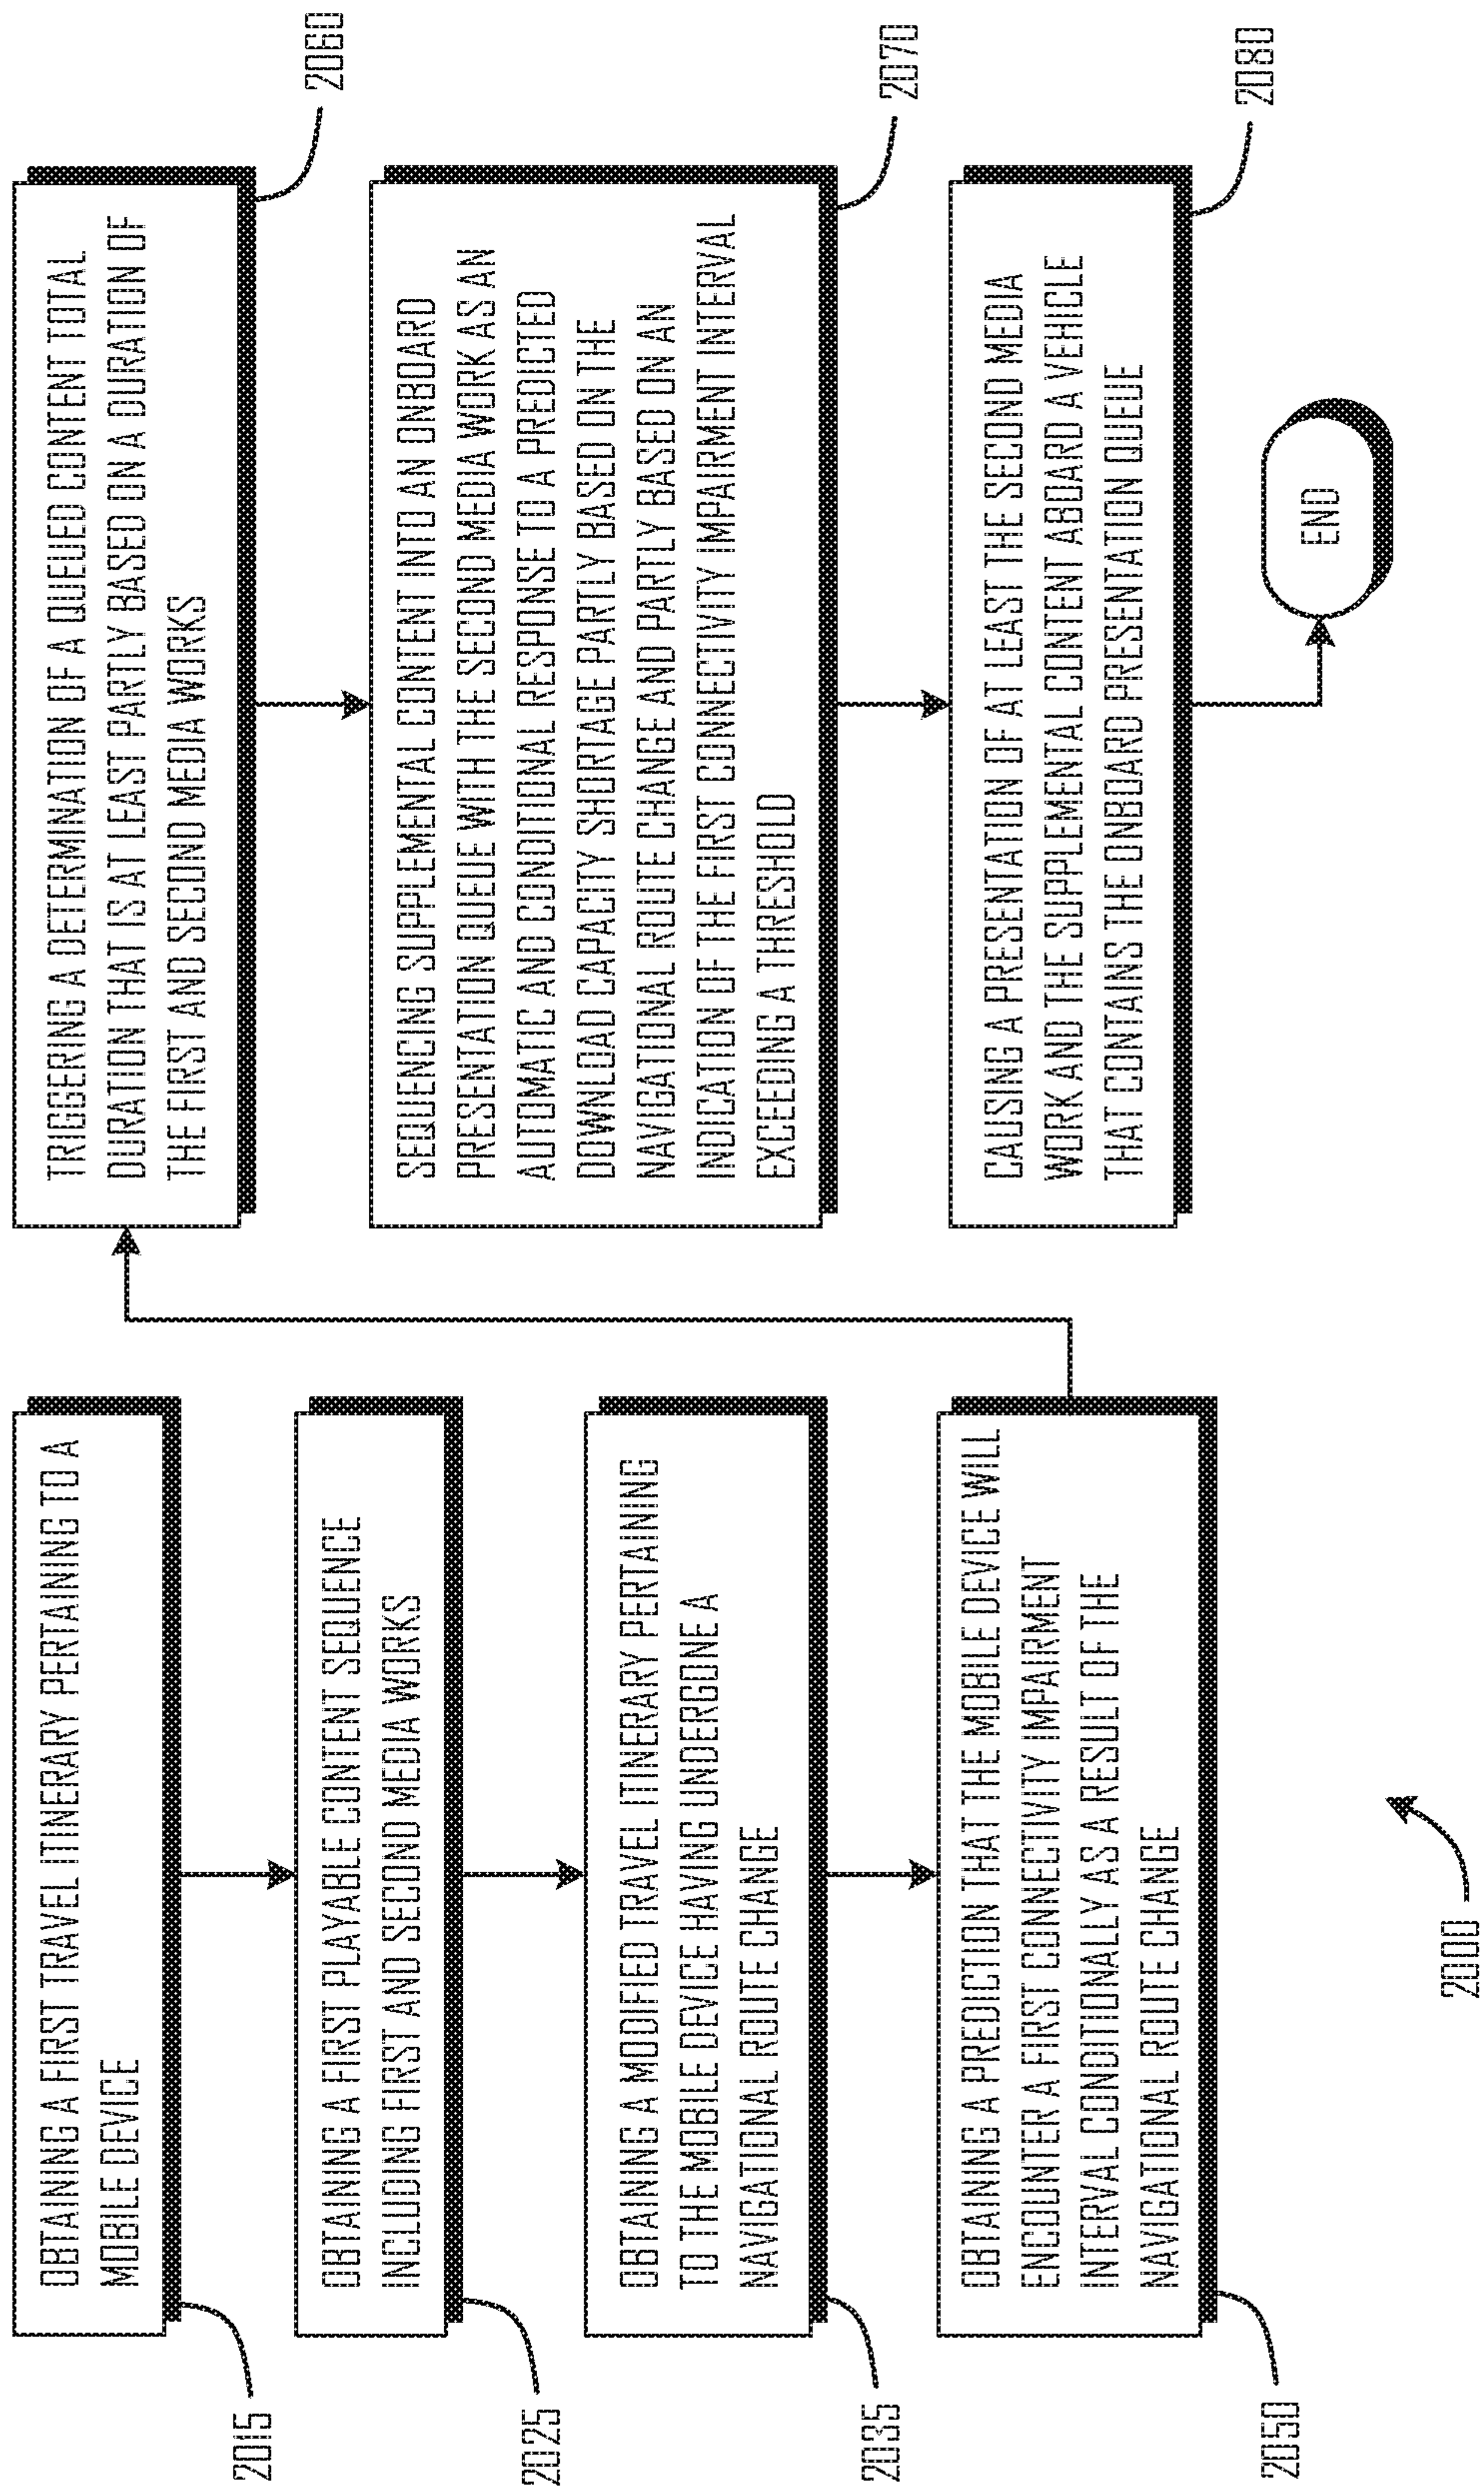 OBTAINING A FIRST TRAVEL ITINERARY PERTAINING TO A
MOBILE DEVICE
2015
OBTAINING A FIRST PLAYABLE CONTENT SEQUENCE
INCLUDING FIRST AND SECOND MEDIA WORKS
2025
OBTAINING A MODIFIED TRAVEL ITINERARY PERTAINING
TO THE MOBILE DEVICE HAVING UNDERGONE A
NAVIGATIONAL ROUTE CHANGE
2035
OBTAINING A PREDICTION THAT THE MOBILE DEVICE WILL
ENCOUNTER A FIRST CONNECTIVITY IMPAIRMENT
INTERVAL CONDITIONALLY AS A RESULT OF THE
NAVIGATIONAL ROUTE CHANGE
2050
TRIGGERING A DETERMINATION OF A QUEUED CONTENT TOTAL
DURATION THAT IS AT LEAST PARTLY BASED ON A DURATION OF
THE FIRST AND SECOND MEDIA WORKS
2060
SEQUENCING SUPPLEMENTAL CONTENT INTO AN ONBOARD
PRESENTATION QUEUE WITH THE SECOND MEDIA WORK AS AN
AUTOMATIC AND CONDITIONAL RESPONSE TO A PREDICTED
DOWNLOAD CAPACITY SHORTAGE PARTLY BASED ON THE
NAVIGATIONAL ROUTE CHANGE AND PARTLY BASED ON AN
INDICATION OF THE FIRST CONNECTIVITY IMPAIRMENT INTERVAL
EXCEEDING A THRESHOLD
2070
CAUSING A PRESENTATION OF AT LEAST THE SECOND MEDIA
WORK AND THE SUPPLEMENTAL CONTENT ABOARD A VEHICLE
THAT CONTAINS THE ONBOARD PRESENTATION QUEUE
2080
END
2000